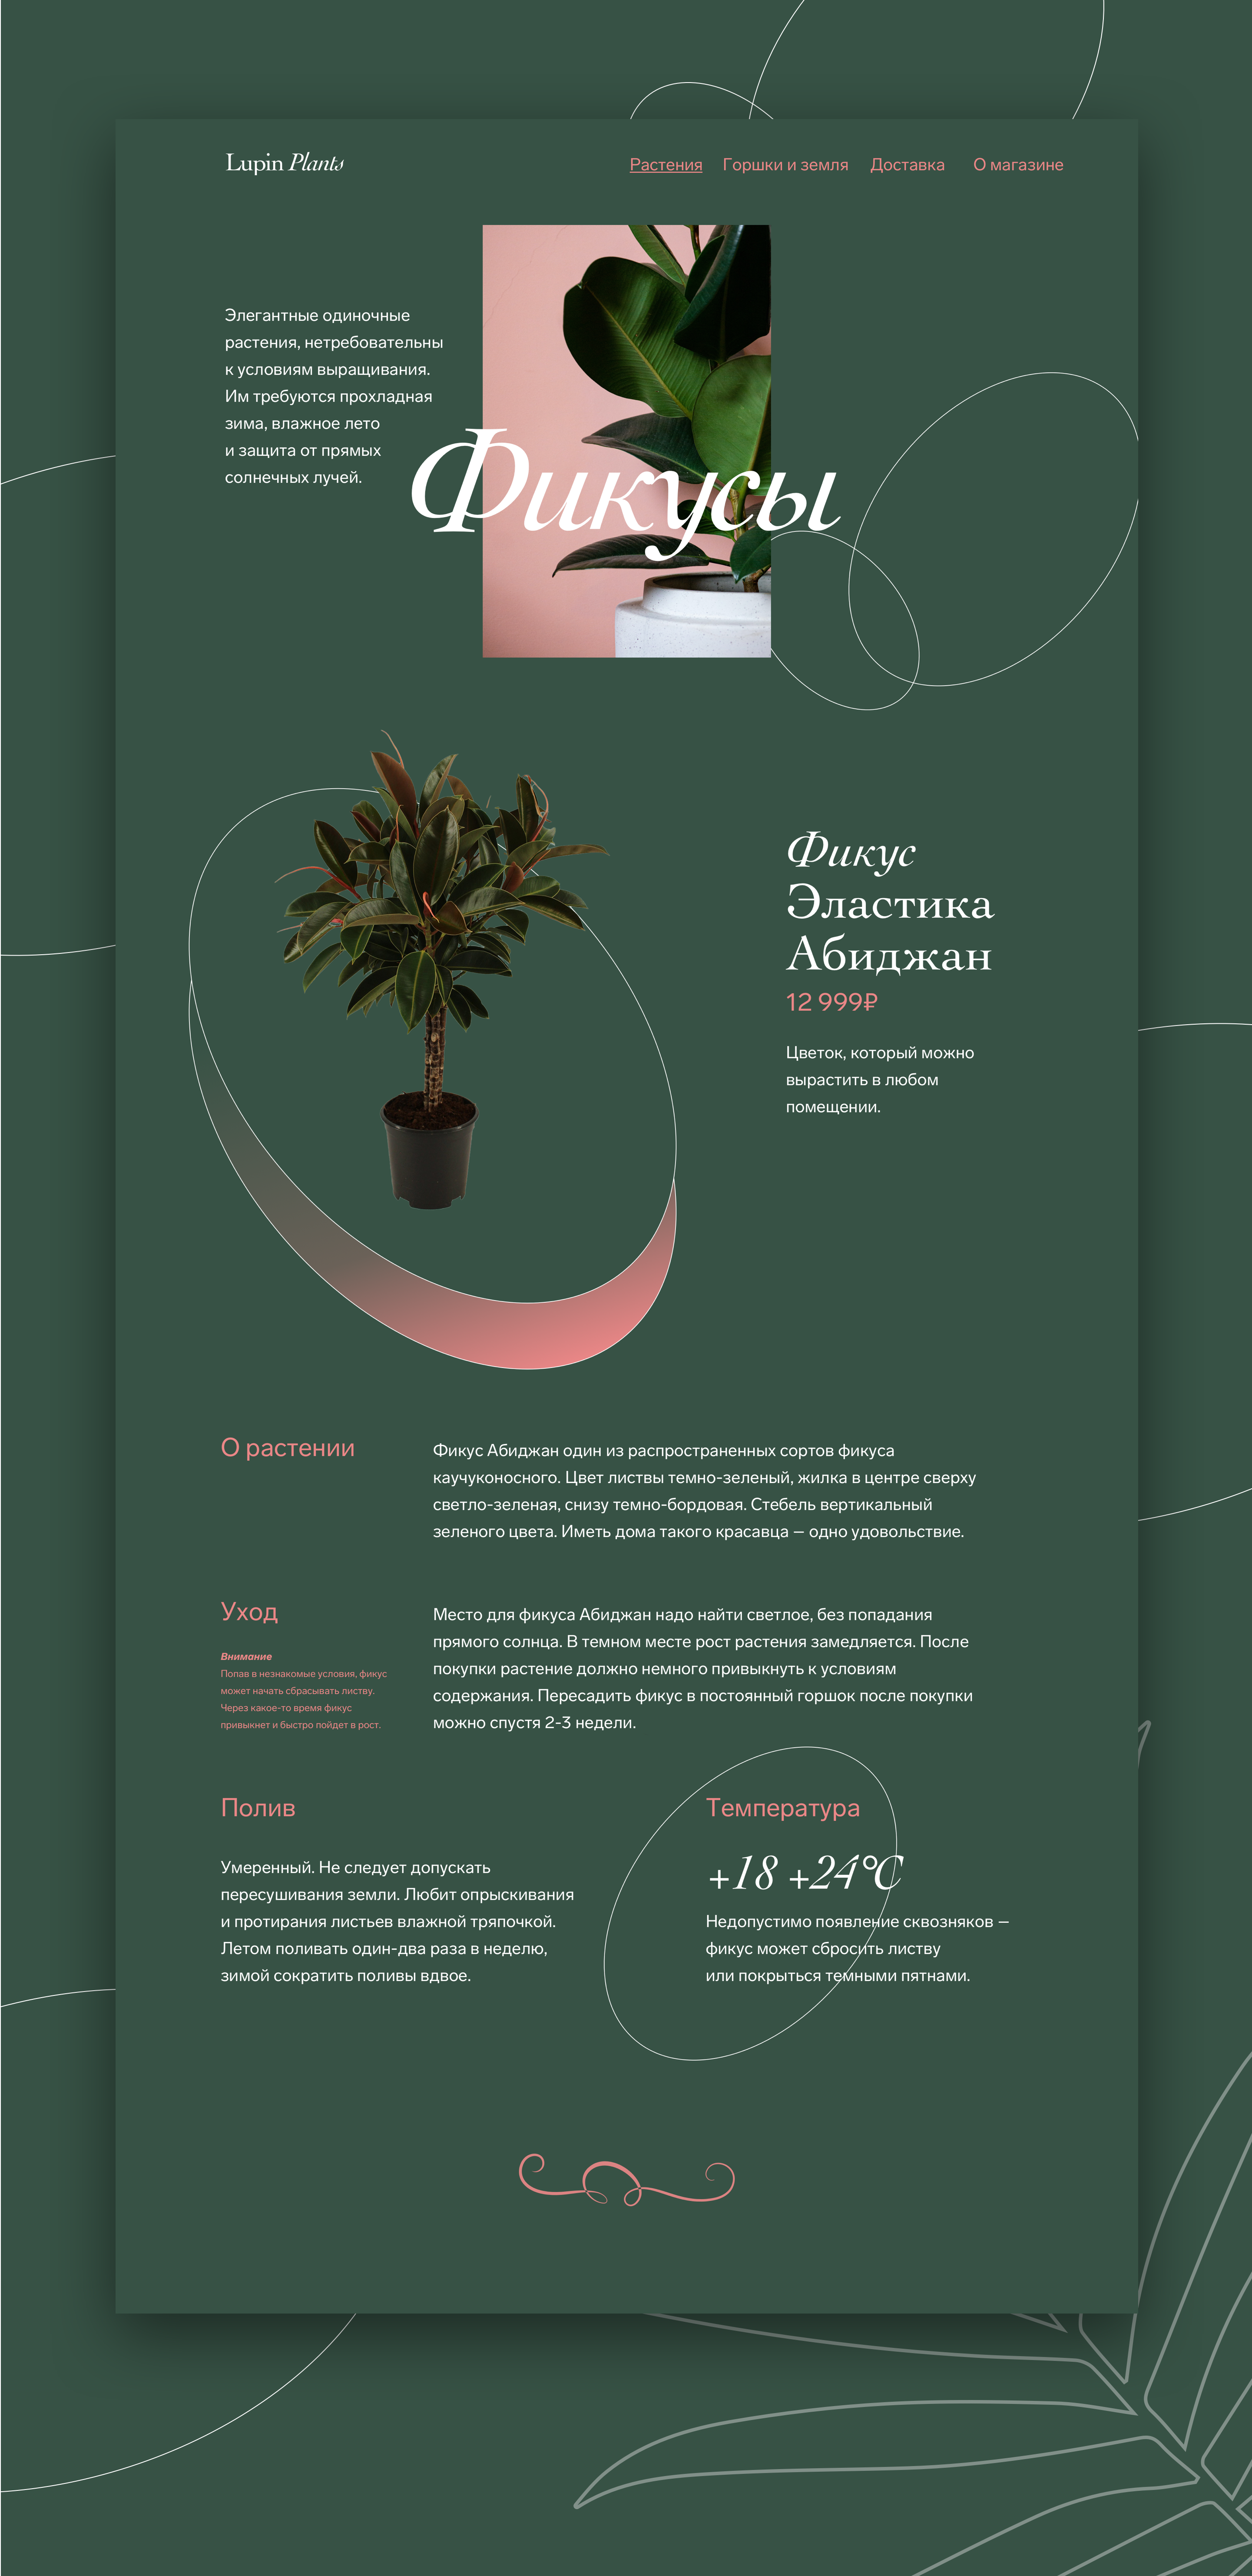 Lupin Plants
Растения Горшки и земля Доставка О магазине
Элегантные одиночные
растения, нетребовательны
к условиям выращивания.
Им требуются прохладная
зима, влажное лето
и защита от прямых
солнечных лучей.
Фикусы
Фикус
Эластика
Абиджан
12 999₽
Цветок, который можно
вырастить в любом
помещении.
О растении
Фикус Абиджан один из распространенных сортов фикуса
каучуконосного. Цвет листвы темно-зеленый, жилка в центре сверху
светло-зеленая, снизу темно-бордовая. Стебель вертикальный
зеленого цвета. Иметь дома такого красавца — одно удовольствие.
Уход
Внимание
Попав в незнакомые условия, фикус
может начать сбрасывать листву.
Через какое-то время фикус
привыкнет и быстро пойдет в рост.
Место для фикуса Абиджан надо найти светлое, без попадания
прямого солнца. В темном месте рост растения замедляется. После
покупки растение должно немного привыкнуть к условиям
содержания. Пересадить фикус в постоянный горшок после покупки
можно спустя 2-3 недели.
Полив
Умеренный. Не следует допускать
пересушивания земли. Любит опрыскивания
и протирания листьев влажной тряпочкой.
Летом поливать один-два раза в неделю,
зимой сократить поливы вдвое.
Температура
+18 +24°C
Недопустимо появление сквозняков —
фикус может сбросить листву
или покрыться темными пятнами.